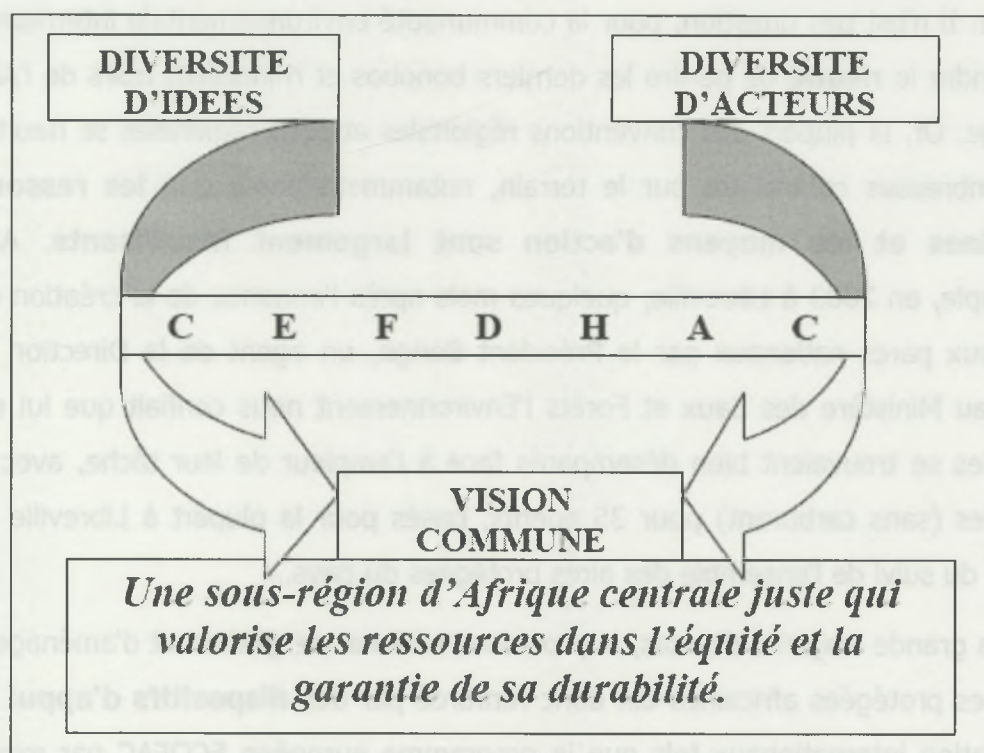 DIVERSITE
D'IDEES
DIVERSITE
D'ACTEURS
C E F D H A C
VISION
COMMUNE
Une sous-région d'Afrique centrale juste qui
valorise les ressources dans l'équité et la
garantie de sa durabilité.